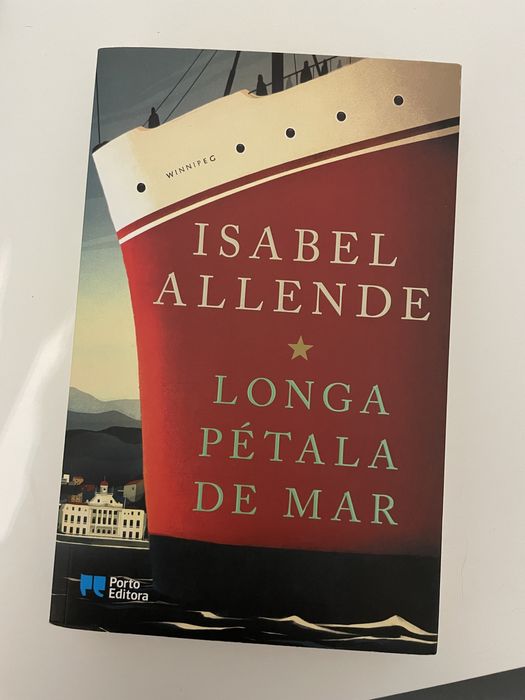 WINNIPEG
ISABEL
ALLENDE
LONGA
PÉTALA
DE MAR
Porto
Editora